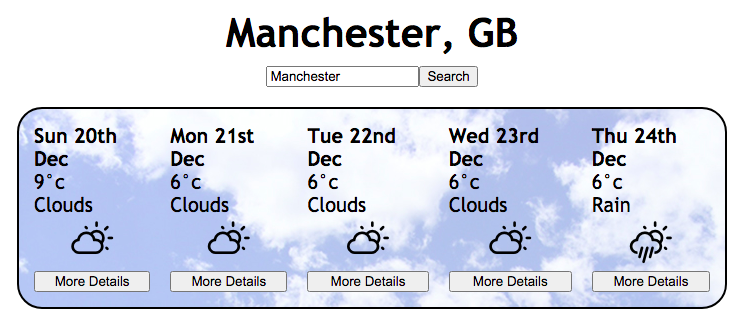 Manchester, GB
Manchester Search
Sun 20th Dec
9°c
Clouds
More Details
Mon 21st Dec
6°c
Clouds
More Details
Tue 22nd Dec
6°c
Clouds
More Details
Wed 23rd Dec
6°c
Clouds
More Details
Thu 24th Dec
6°c
Rain
More Details